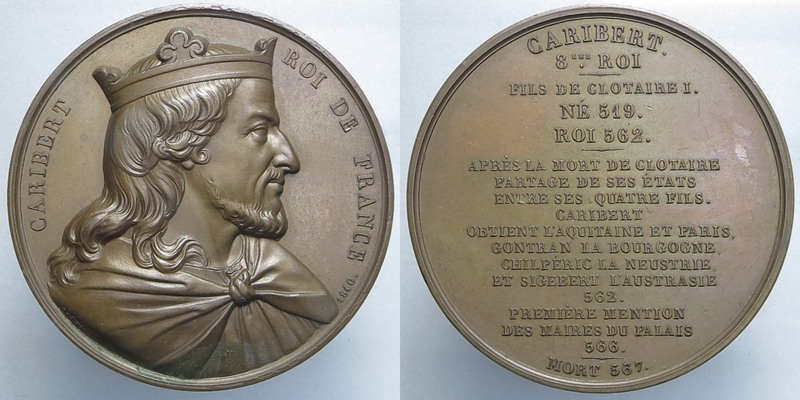 CARIBERT ROI DE FRANCE
1840.
CARIBERT.
8ME. ROI
FILS DE CLOTAIRE I.
NÉ 519.
ROI 562.
APRÈS LA MORT DE CLOTAIRE
PARTAGE DE SES ÉTATS
ENTRE SES QUATRE FILS.
CARIBERT
OBTIENT L'AQUITAINE ET PARIS,
GONTRAN LA BOURGOGNE,
CHILPÉRIC LA NEUSTRIE,
ET SIGEBERT L'AUSTRASIE
562.
PREMIÈRE MENTION
DES MAIRES DU PALAIS
566.
MORT 567.